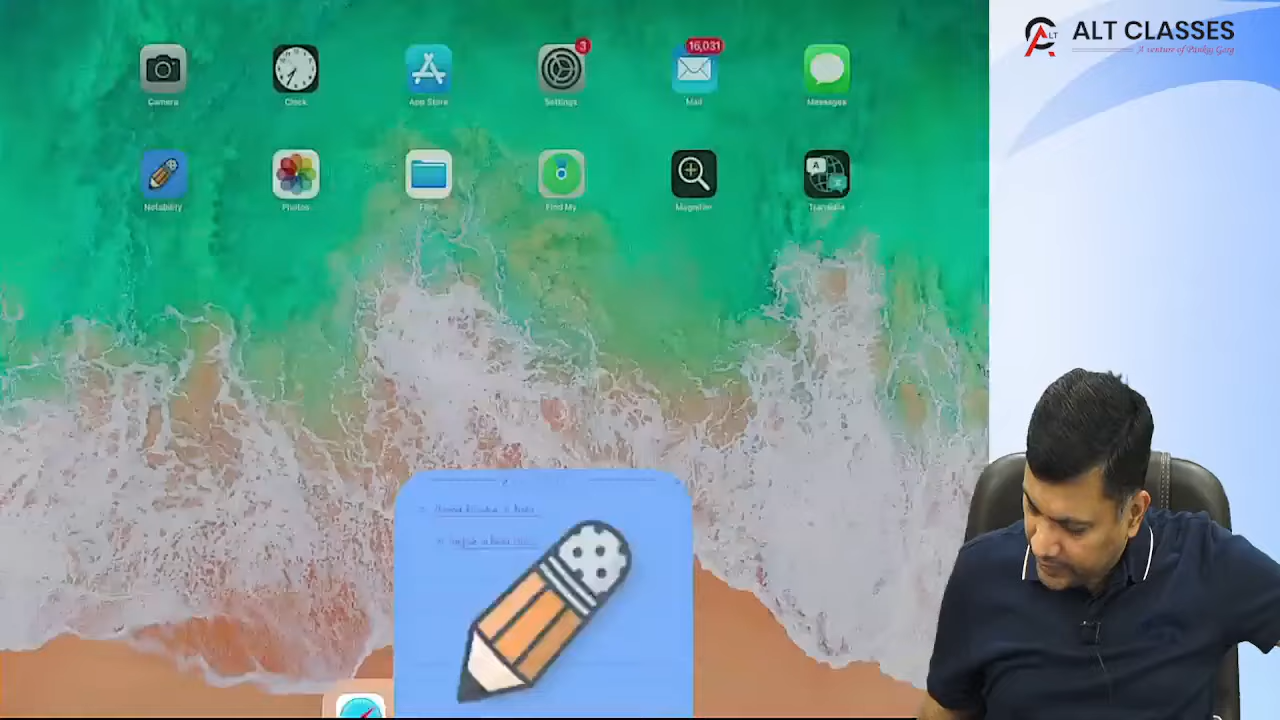 ALT CLASSES
ALT
A venture of Pankaj Garg
3
16,031
Camera
Clock
App Store
Settings
Mail
Messages
Notability
Photos
Files
Find My
Magnifier
Translate